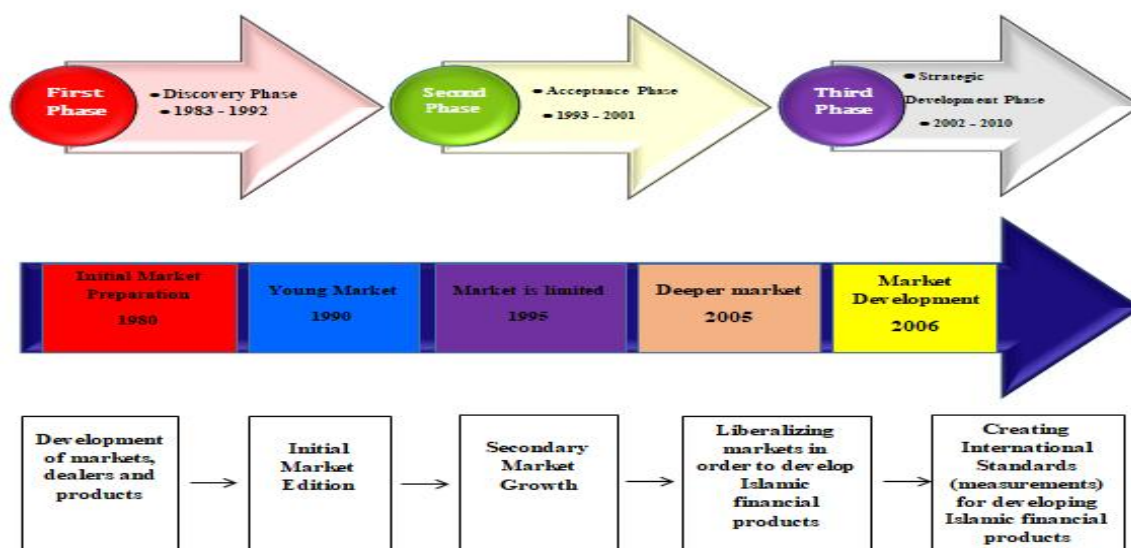 First
Phase
● Discovery Phase
● 1983 - 1992
Second
Phase
● Acceptance Phase
● 1993 - 2001
Third
Phase
● Strategic
Development Phase
● 2002 - 2010
Initial Market
Preparation
1980
Young Market
1990
Market is limited
1995
Deeper market
2005
Market
Development
2006
Development
of markets,
dealers and
products
Initial
Market
Edition
Secondary
Market
Growth
Liberalizing
markets in
order to develop
Islamic
financial
products
Creating
International
Standards
(measurements)
for developing
Islamic financial
products